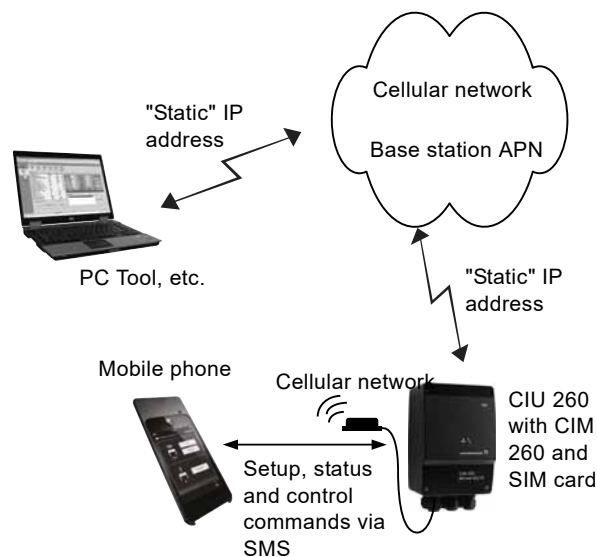 Cellular network
"Static" IP
address
Base station APN
PC Tool, etc.
"Static" IP
address
Mobile phone
Cellular network
CIU 260
with CIM
260 and
SIM card
Setup, status
and control
commands via
SMS